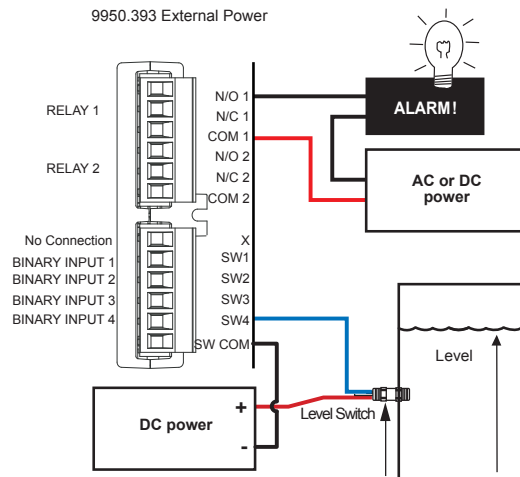 9950.393 External Power
RELAY 1
RELAY 2
N/O 1
N/C 1
COM 1
N/O 2
N/C 2
COM 2
ALARM!
AC or DC
power
No Connection
BINARY INPUT 1
BINARY INPUT 2
BINARY INPUT 3
BINARY INPUT 4
X
SW1
SW2
SW3
SW4
SW COM
Level
Level Switch
DC power
+
-